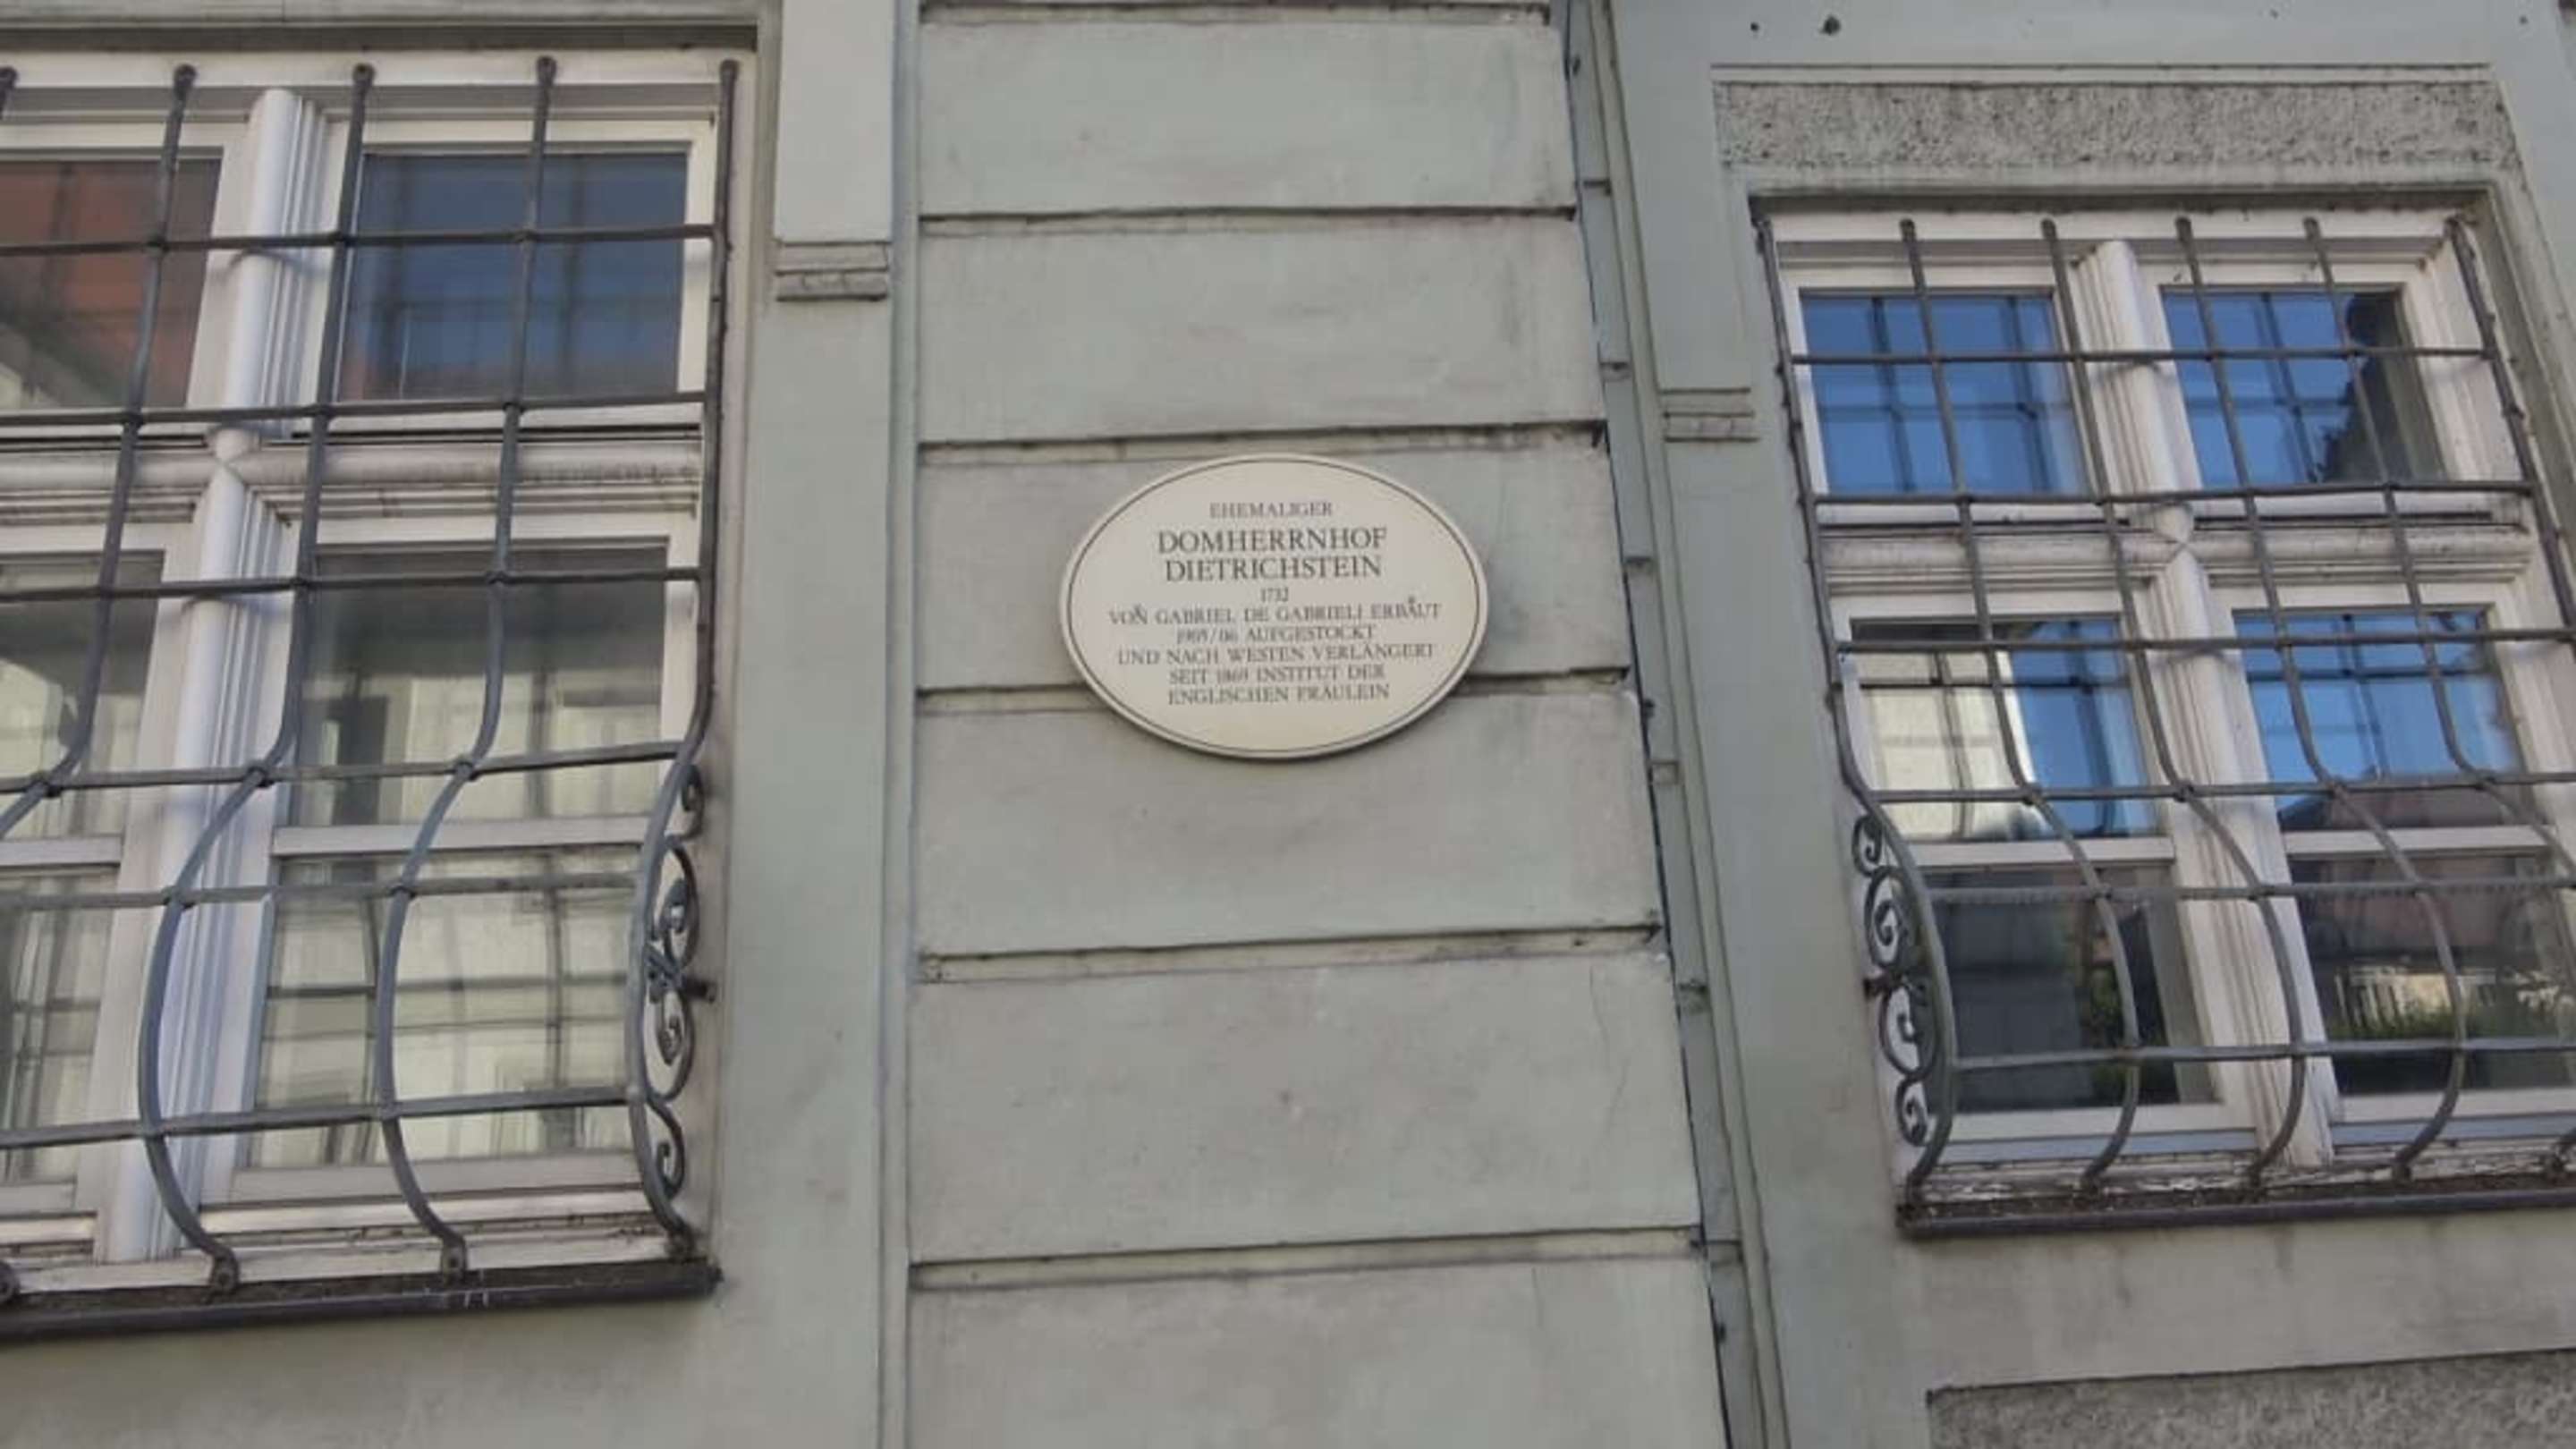 EHEMALIGER
DOMHERRNHOF
DIETRICHSTEIN
1732
VON GABRIEL DE GABRIELI ERBAUT
1905/06 AUFGESTOCKT
UND NACH WESTEN VERLÄNGERT
SEIT 1869 INSTITUT DER
ENGLISCHEN FRÄULEIN